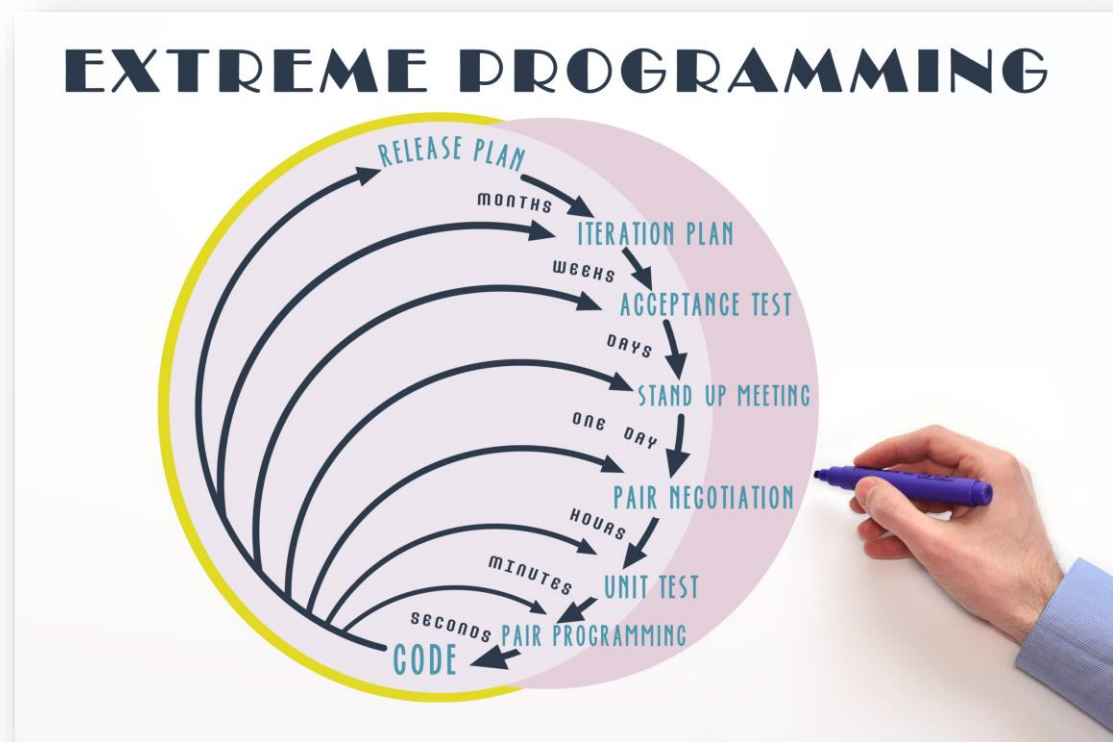 EXTREME PROGRAMMING
RELEASE PLAN
MONTHS
ITERATION PLAN
WEEKS
ACCEPTANCE TEST
DAYS
STAND UP MEETING
ONE DAY
PAIR NEGOTIATION
HOURS
UNIT TEST
MINUTES
PAIR PROGRAMMING
SECONDS
CODE